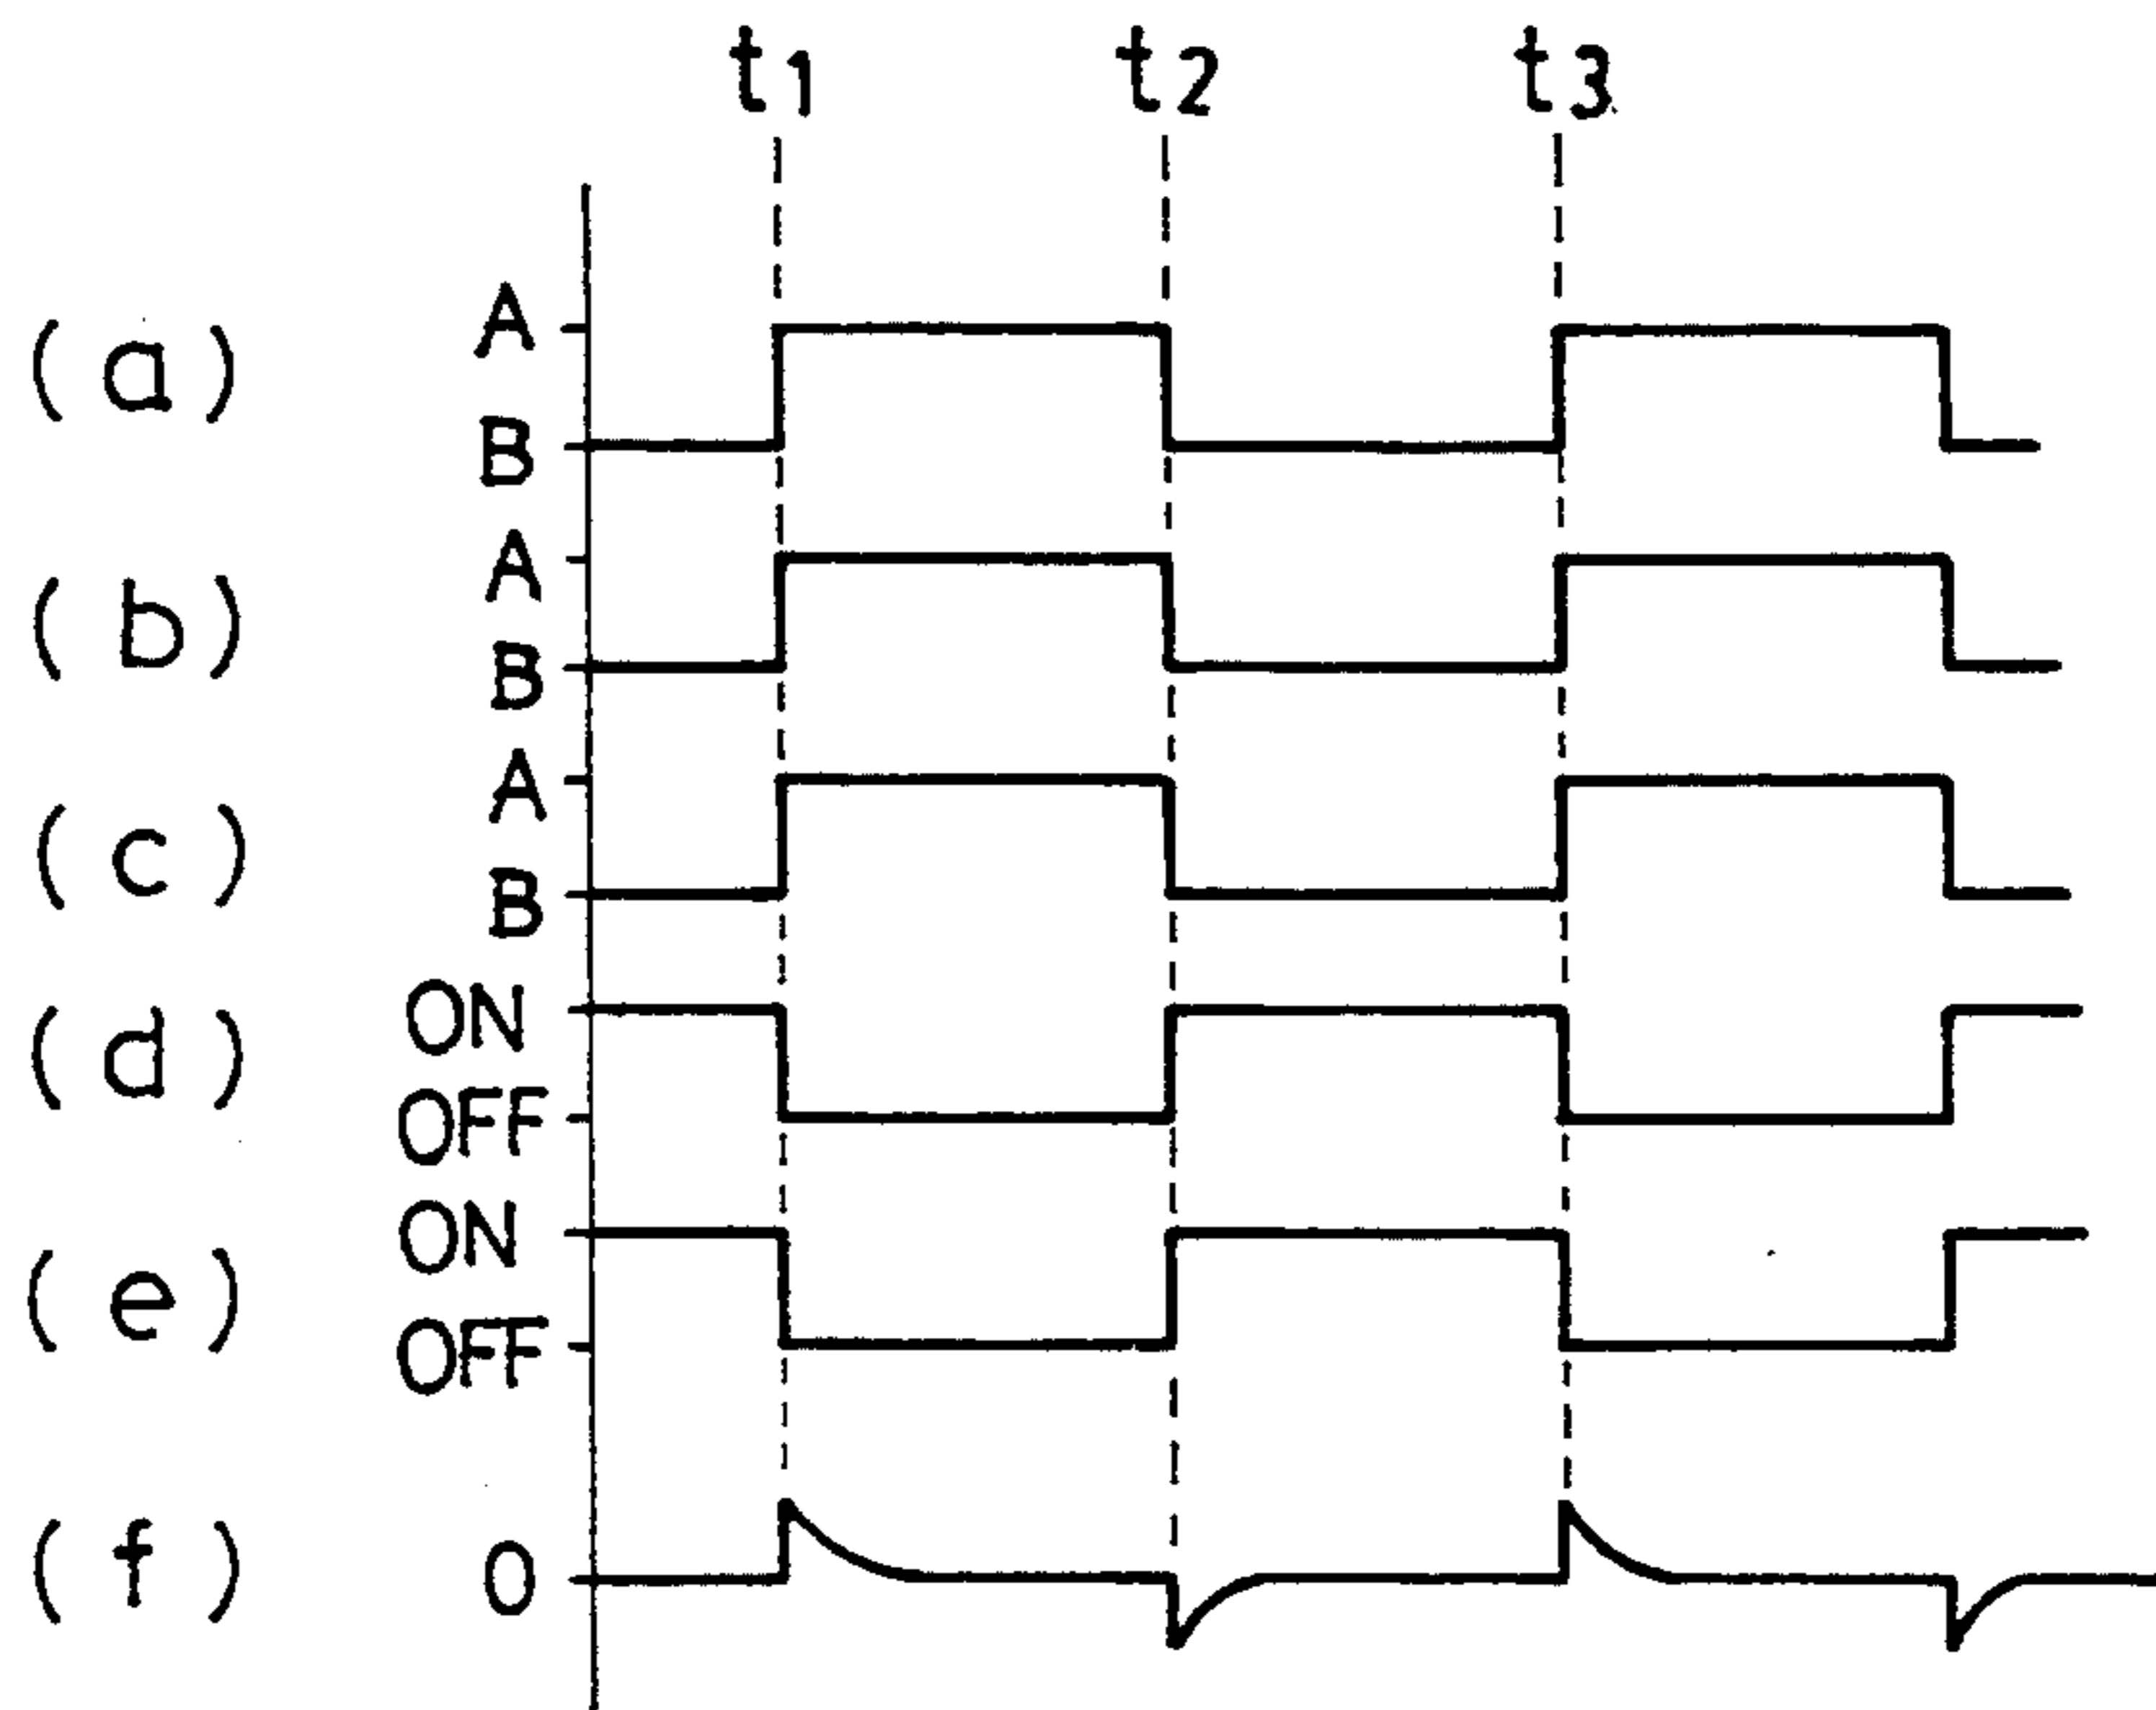 t1 t2 t3
(a) A
B
(b) A
B
(c) A
B
(d) ON
OFF
(e) ON
OFF
(f) 0